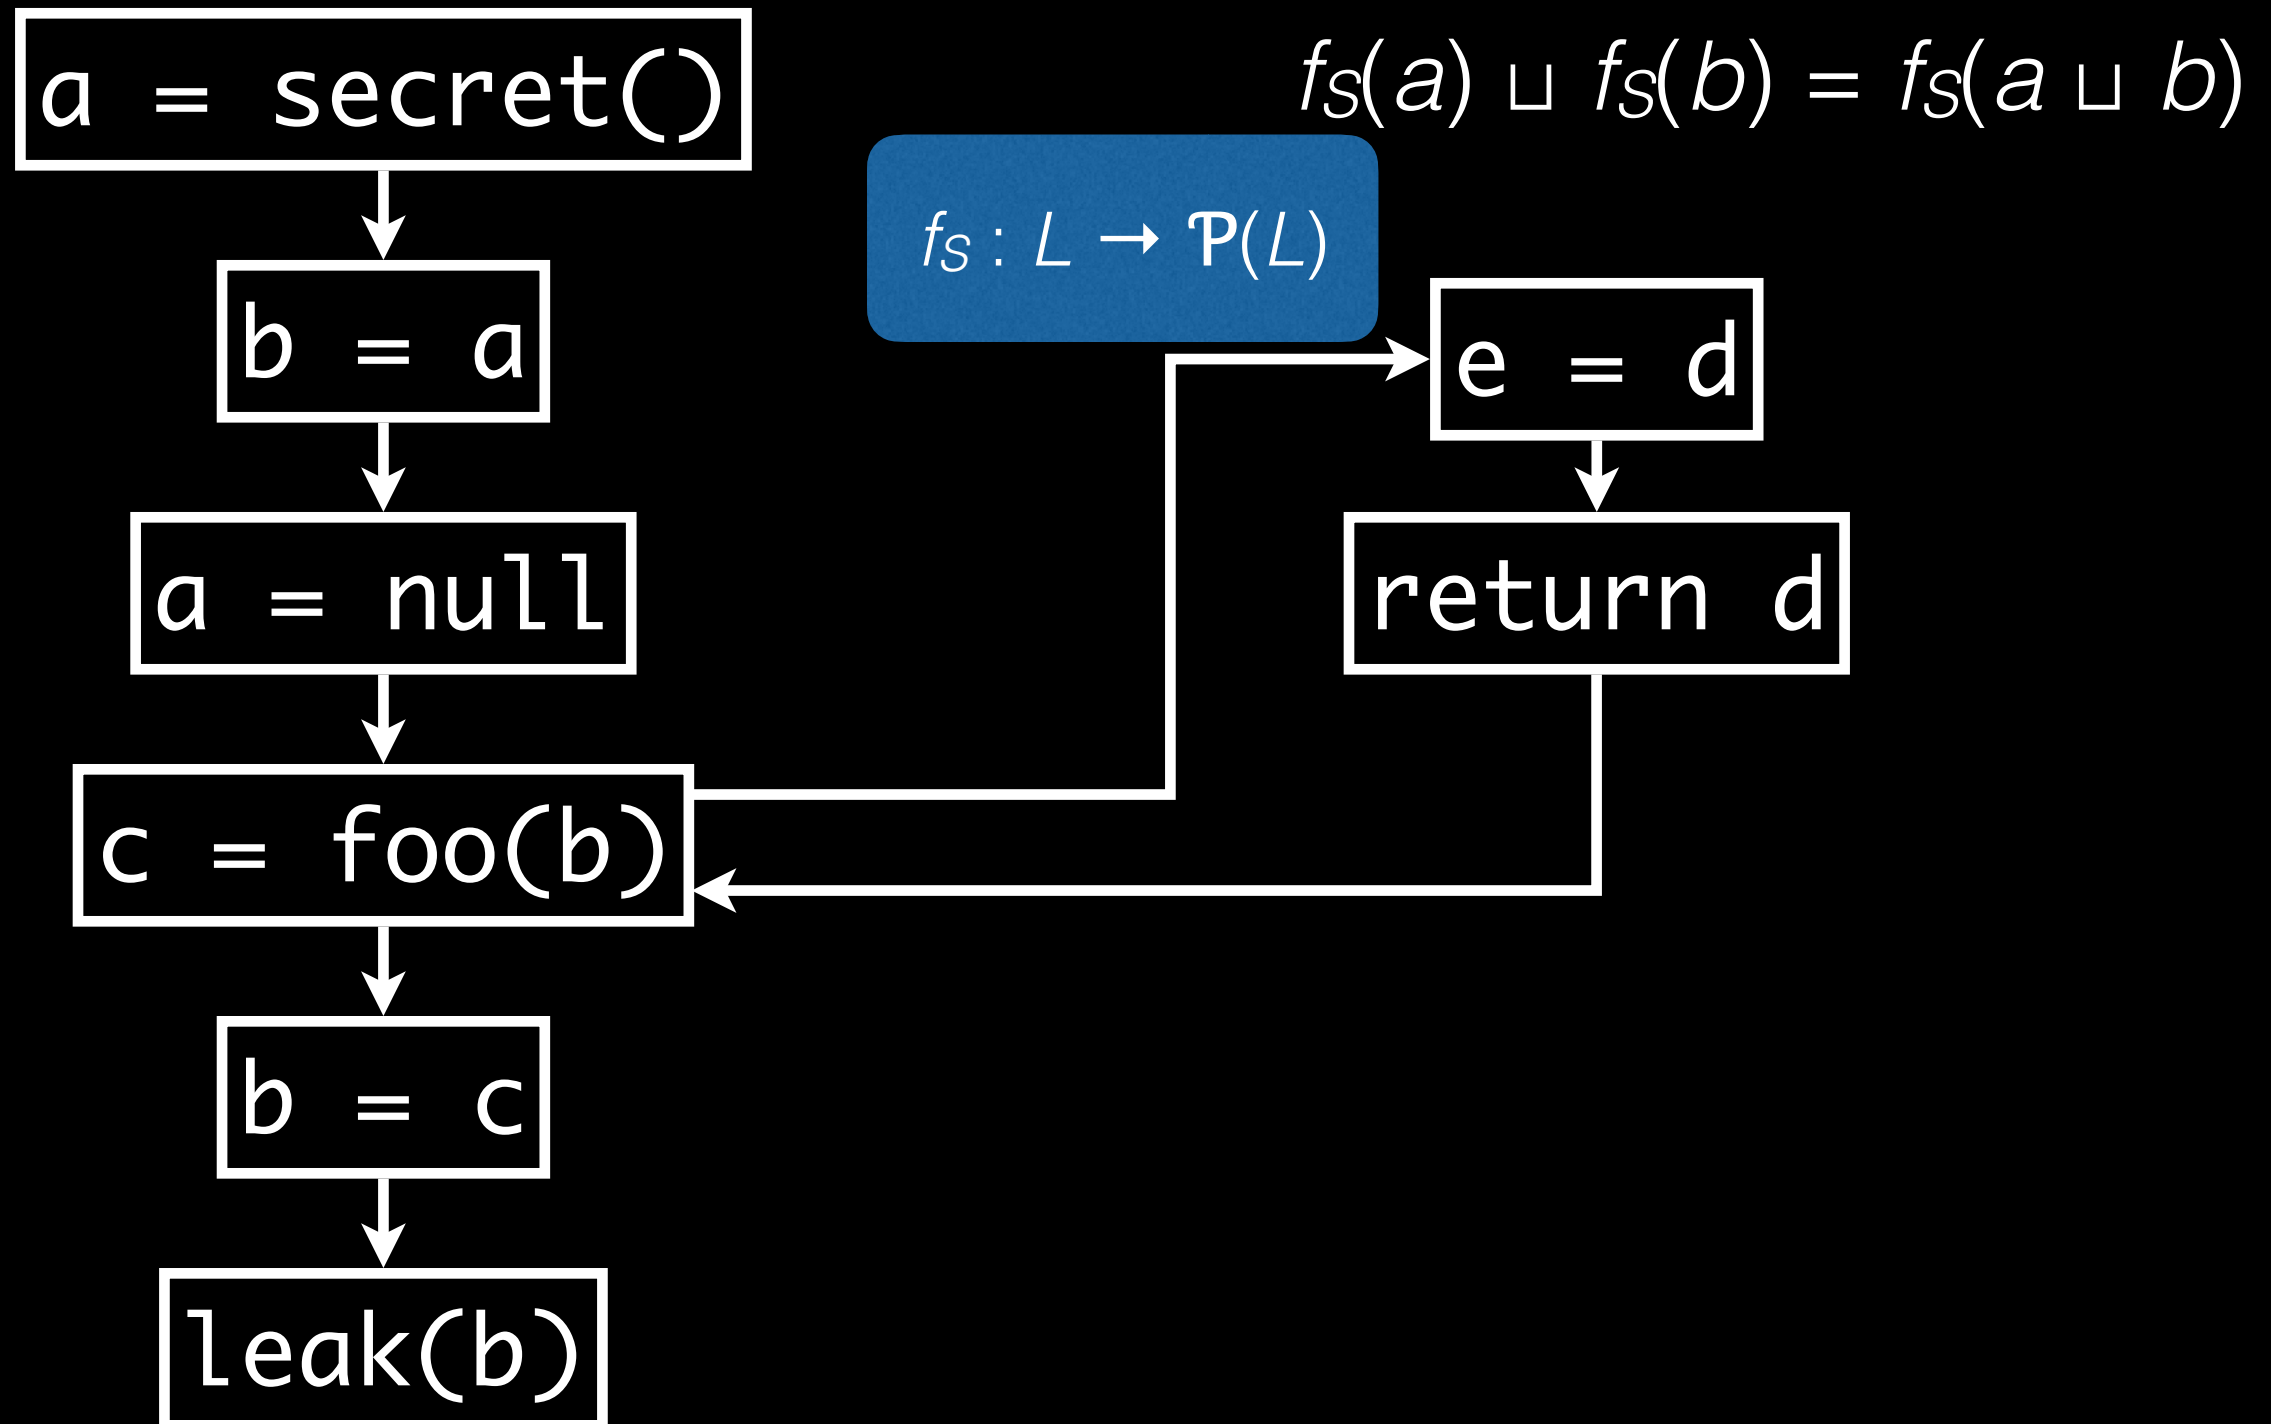 a = secret()
fS(a) ⊔ fS(b) = fS(a ⊔ b)
fS : L → Ƥ(L)
b = a
e = d
a = null
return d
c = foo(b)
b = c
leak(b)